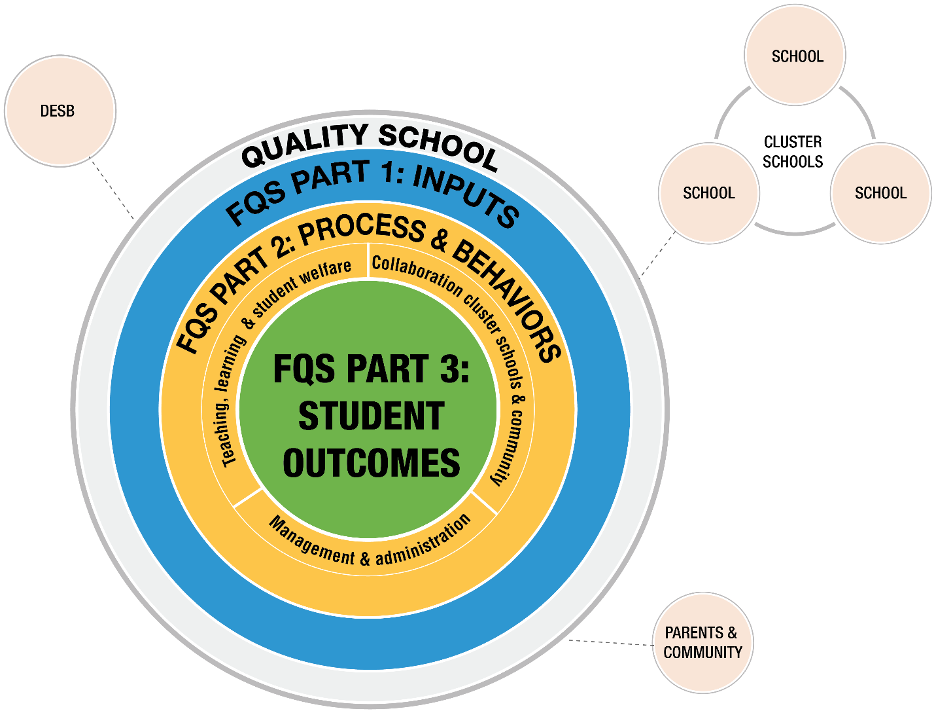 DESB
SCHOOL
CLUSTER
SCHOOLS
SCHOOL
SCHOOL
QUALITY SCHOOL
FQS PART 1: INPUTS
FQS PART 2: PROCESS & BEHAVIORS
Teaching, learning & student welfare
Collaboration cluster schools & community
Management & administration
FQS PART 3:
STUDENT
OUTCOMES
PARENTS &
COMMUNITY